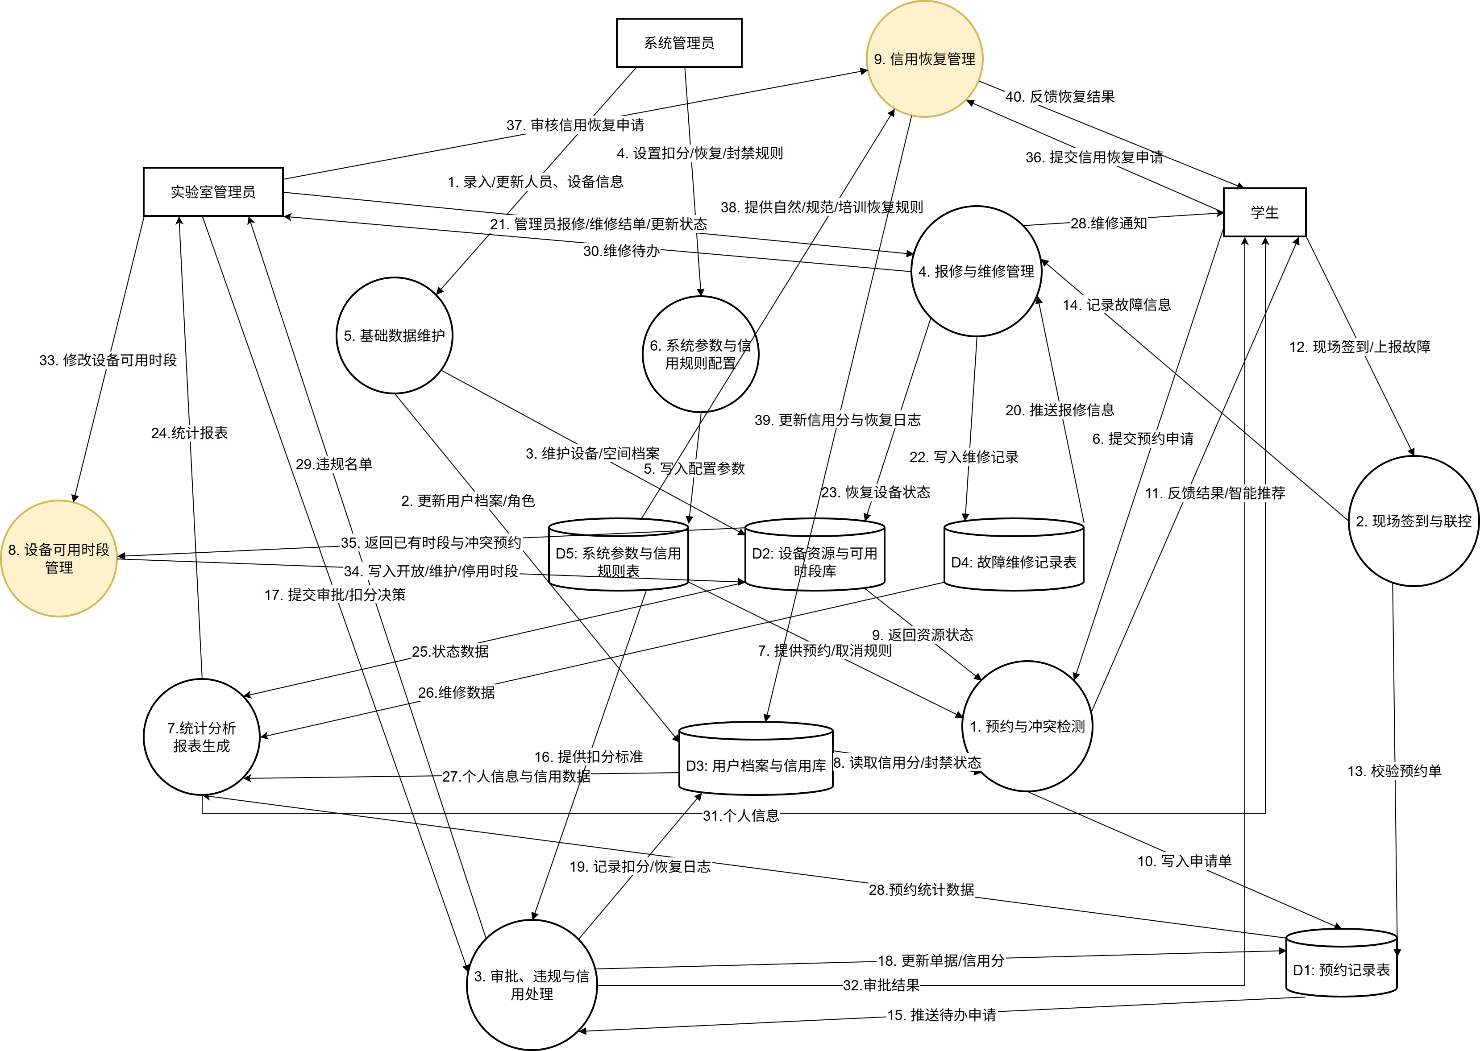 系统管理员
9. 信用恢复管理
40. 反馈恢复结果
37. 审核信用恢复申请
4. 设置扣分/恢复/封禁规则
36. 提交信用恢复申请
1. 录入/更新人员、设备信息
实验室管理员
38. 提供自然/规范/培训恢复规则
学生
21. 管理员报修/维修结单/更新状态
28.维修通知
30.维修待办
4. 报修与维修管理
14. 记录故障信息
5. 基础数据维护
6. 系统参数与信
用规则配置
12. 现场签到/上报故障
33. 修改设备可用时段
20. 推送报修信息
39. 更新信用分与恢复日志
24.统计报表
6. 提交预约申请
3. 维护设备/空间档案
22. 写入维修记录
29.违规名单
5. 写入配置参数
23. 恢复设备状态
11. 反馈结果/智能推荐
2. 更新用户档案/角色
2. 现场签到与联控
35. 返回已有时段与冲突预约
8. 设备可用时段
管理
D5: 系统参数与信用
规则表
D2: 设备资源与可用
时段库
D4: 故障维修记录表
34. 写入开放/维护/停用时段
17. 提交审批/扣分决策
9. 返回资源状态
25.状态数据
7. 提供预约/取消规则
26.维修数据
7.统计分析
报表生成
1. 预约与冲突检测
16. 提供扣分标准
D3: 用户档案与信用库
8. 读取信用分/封禁状态
13. 校验预约单
27.个人信息与信用数据
31.个人信息
10. 写入申请单
19. 记录扣分/恢复日志
28.预约统计数据
18. 更新单据/信用分
D1: 预约记录表
3. 审批、违规与信
用处理
32.审批结果
15. 推送待办申请